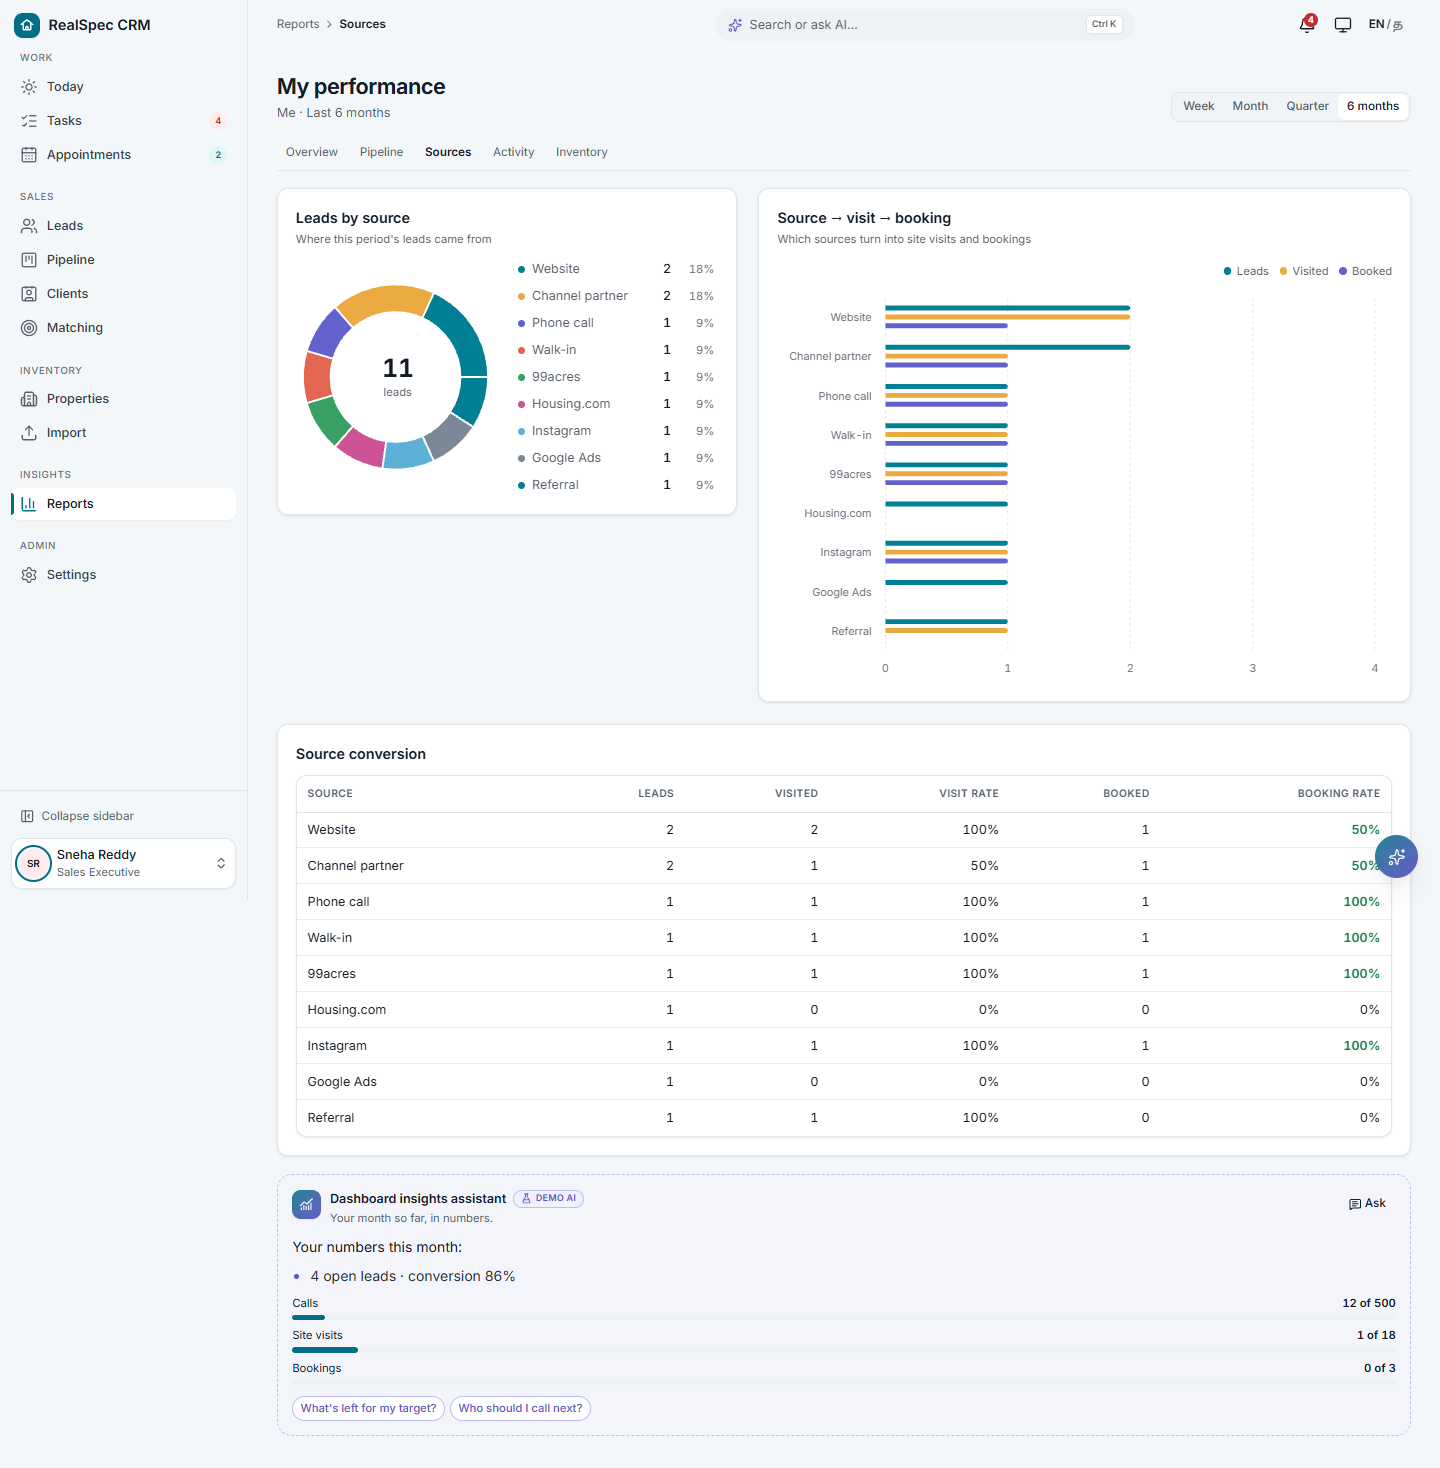 RealSpec CRM
WORK
Today
Tasks 4
Appointments 2
SALES
Leads
Pipeline
Clients
Matching
INVENTORY
Properties
Import
INSIGHTS
Reports
ADMIN
Settings
Collapse sidebar
SR
Sneha Reddy
Sales Executive
Reports > Sources
Search or ask AI... Ctrl K
4
EN / த
My performance
Me · Last 6 months
Week Month Quarter 6 months
Overview Pipeline Sources Activity Inventory
Leads by source
Where this period's leads came from
11
leads
Website 2 18%
Channel partner 2 18%
Phone call 1 9%
Walk-in 1 9%
99acres 1 9%
Housing.com 1 9%
Instagram 1 9%
Google Ads 1 9%
Referral 1 9%
Source → visit → booking
Which sources turn into site visits and bookings
Leads Visited Booked
Website
Channel partner
Phone call
Walk-in
99acres
Housing.com
Instagram
Google Ads
Referral
0 1 2 3 4
Source conversion
SOURCE LEADS VISITED VISIT RATE BOOKED BOOKING RATE
Website 2 2 100% 1 50%
Channel partner 2 1 50% 1 50%
Phone call 1 1 100% 1 100%
Walk-in 1 1 100% 1 100%
99acres 1 1 100% 1 100%
Housing.com 1 0 0% 0 0%
Instagram 1 1 100% 1 100%
Google Ads 1 0 0% 0 0%
Referral 1 1 100% 0 0%
Dashboard insights assistant DEMO AI
Your month so far, in numbers.
Ask
Your numbers this month:
• 4 open leads · conversion 86%
Calls 12 of 500
Site visits 1 of 18
Bookings 0 of 3
What's left for my target? Who should I call next?